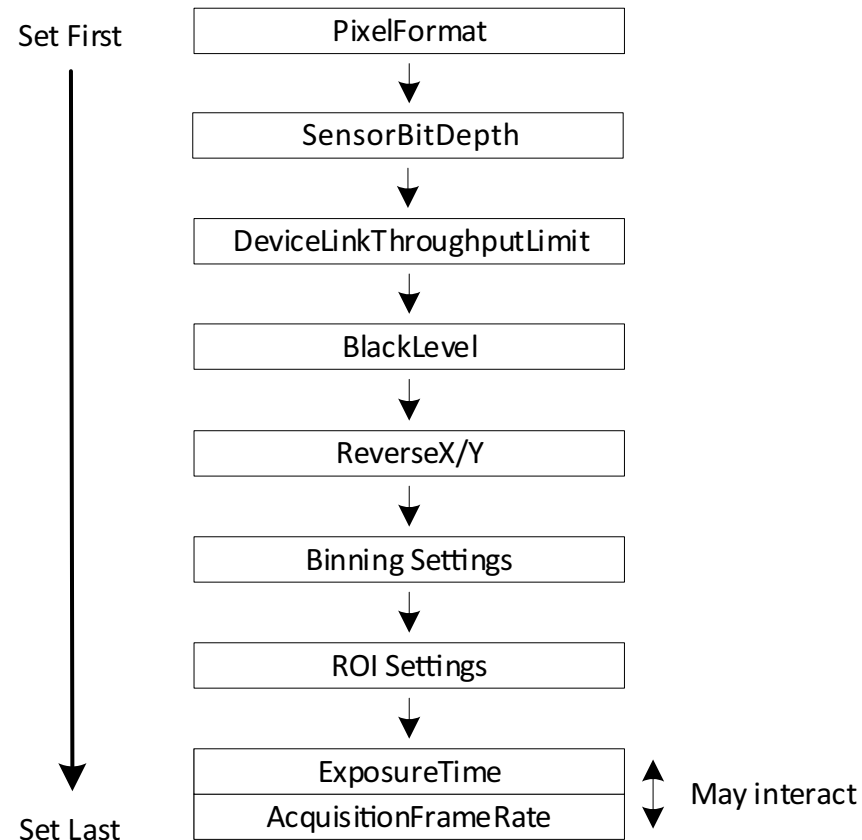 Set First
PixelFormat
SensorBitDepth
DeviceLinkThroughputLimit
BlackLevel
ReverseX/Y
Binning Settings
ROI Settings
ExposureTime
May interact
AcquisitionFrameRate
Set Last